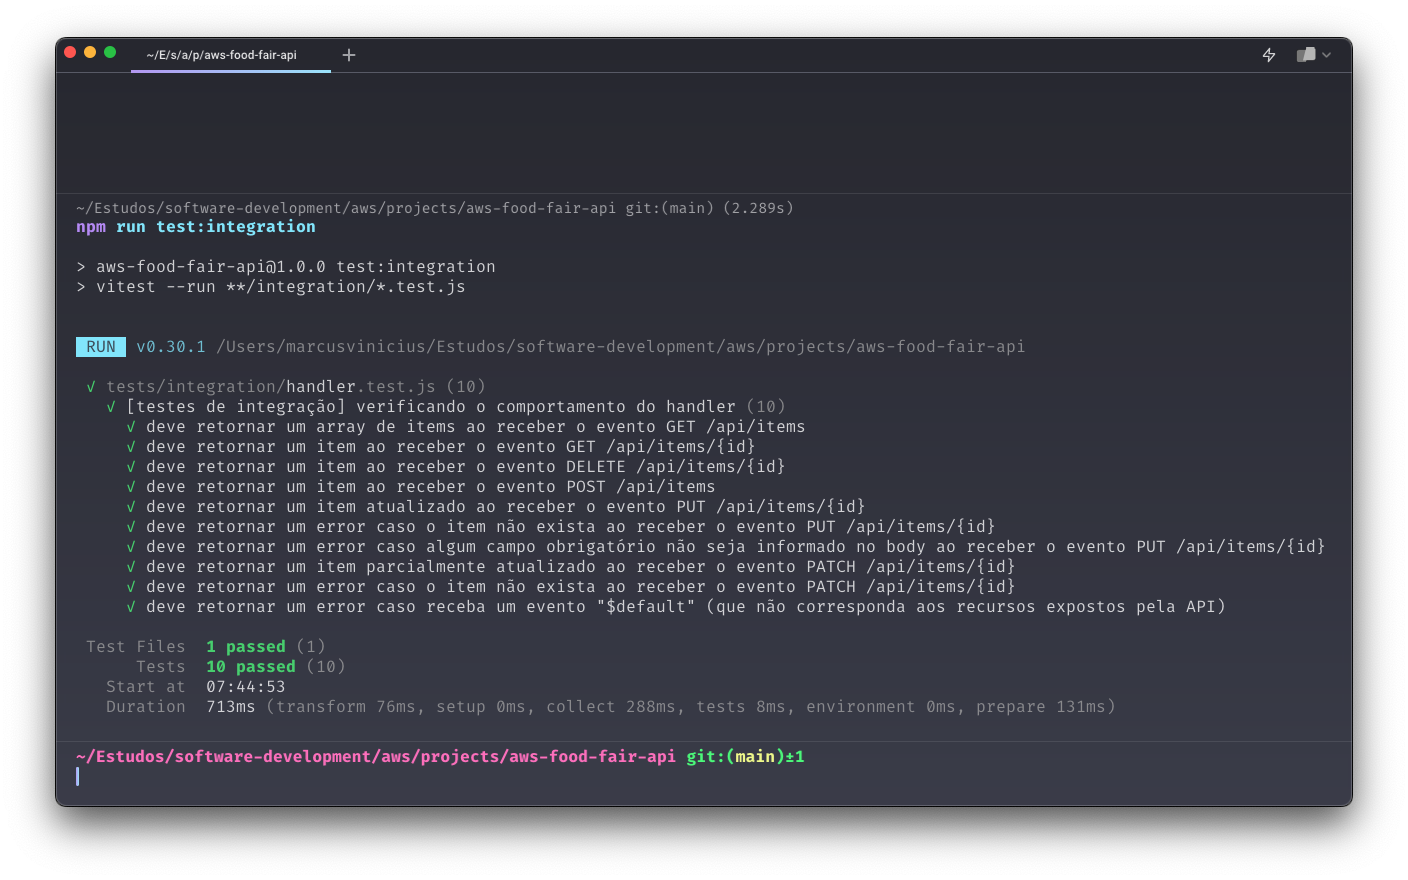 ~/E/s/a/p/aws-food-fair-api
~/Estudos/software-development/aws/projects/aws-food-fair-api git:(main) (2.289s)
npm run test:integration
> aws-food-fair-api@1.0.0 test:integration
> vitest --run **/integration/*.test.js
RUN v0.30.1 /Users/marcusvinicius/Estudos/software-development/aws/projects/aws-food-fair-api
√ tests/integration/handler.test.js (10)
√ [testes de integração] verificando o comportamento do handler (10)
√ deve retornar um array de items ao receber o evento GET /api/items
√ deve retornar um item ao receber o evento GET /api/items/{id}
√ deve retornar um item ao receber o evento DELETE /api/items/{id}
√ deve retornar um item ao receber o evento POST /api/items
√ deve retornar um item atualizado ao receber o evento PUT /api/items/{id}
√ deve retornar um error caso o item não exista ao receber o evento PUT /api/items/{id}
√ deve retornar um error caso algum campo obrigatório não seja informado no body ao receber o evento PUT /api/items/{id}
√ deve retornar um item parcialmente atualizado ao receber o evento PATCH /api/items/{id}
√ deve retornar um error caso o item não exista ao receber o evento PATCH /api/items/{id}
√ deve retornar um error caso receba um evento "$default" (que não corresponda aos recursos expostos pela API)
Test Files 1 passed (1)
Tests 10 passed (10)
Start at 07:44:53
Duration 713ms (transform 76ms, setup 0ms, collect 288ms, tests 8ms, environment 0ms, prepare 131ms)
~/Estudos/software-development/aws/projects/aws-food-fair-api git:(main)±1